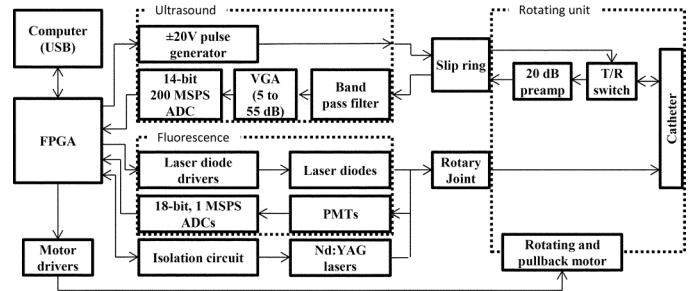 Ultrasound
Rotating unit
Computer
(USB)
±20V pulse
generator
Slip ring
14-bit
200 MSPS
ADC
VGA
(5 to
55 dB)
Band
pass filter
20 dB
preamp
T/R
switch
Catheter
FPGA
Fluorescence
Laser diode
drivers
Laser diodes
Rotary
Joint
18-bit, 1 MSPS
ADCs
PMTs
Motor
drivers
Isolation circuit
Nd:YAG
lasers
Rotating and
pullback motor